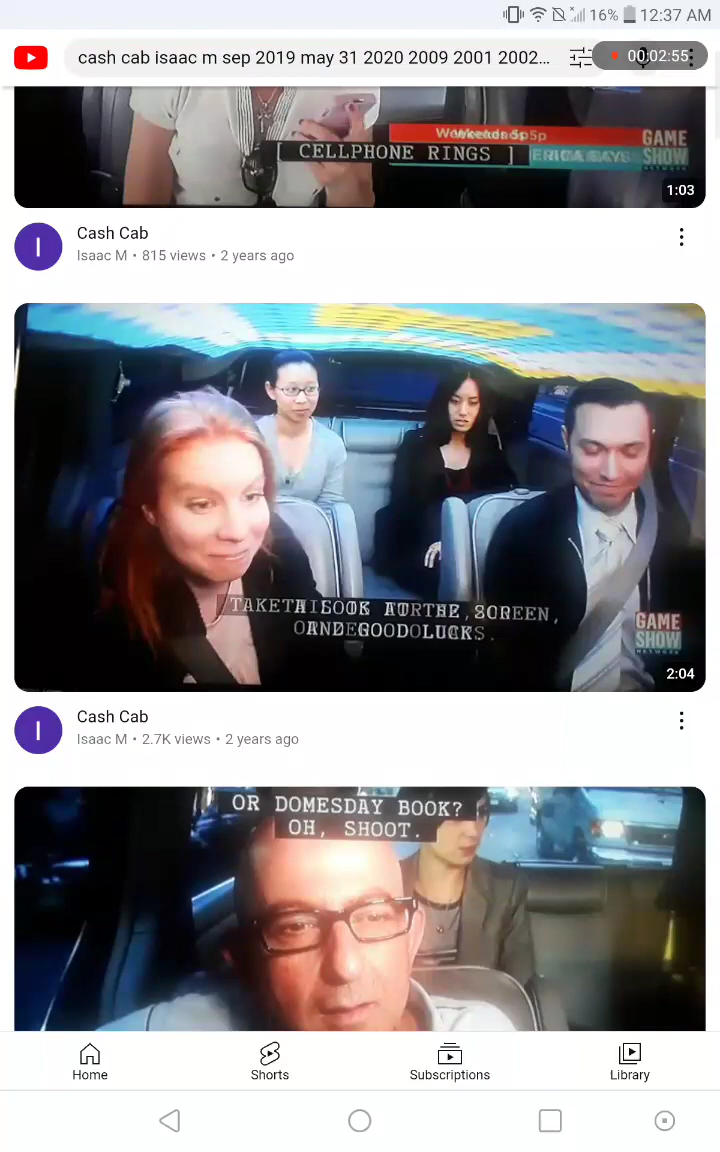 16% 12:37 AM
cash cab isaac m sep 2019 may 31 2020 2009 2001 2002...
00:02:55
[ CELLPHONE RINGS ]
GAME
SHOW
NETWORK
1:03
I
Cash Cab
Isaac M • 815 views • 2 years ago
GAME
SHOW
NETWORK
2:04
I
Cash Cab
Isaac M • 2.7K views • 2 years ago
OR DOMESDAY BOOK?
OH, SHOOT.
Home
Shorts
Subscriptions
Library